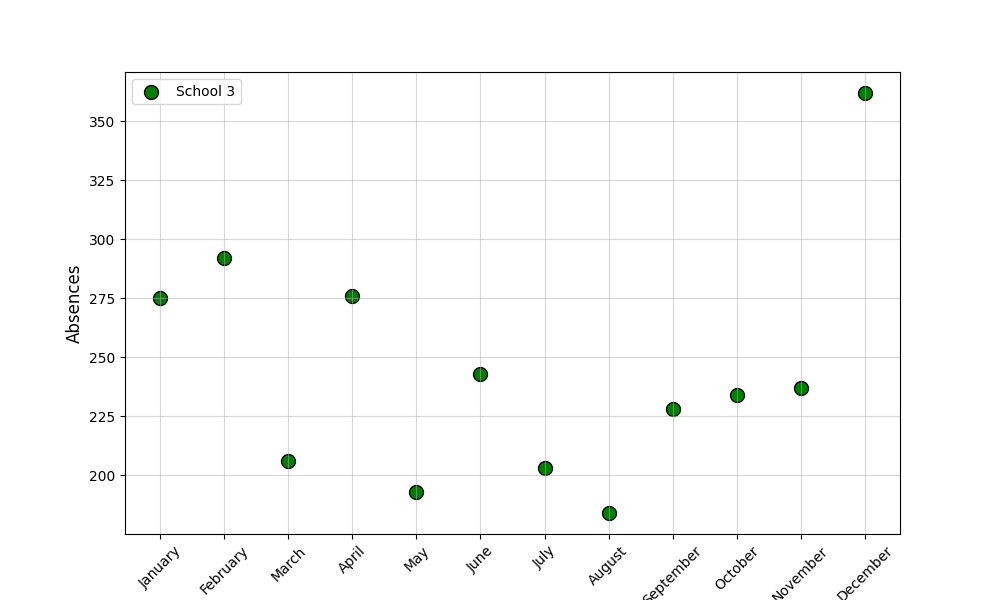 School 3
Absences
350
325
300
275
250
225
200
January
February
March
April
May
June
July
August
September
October
November
December